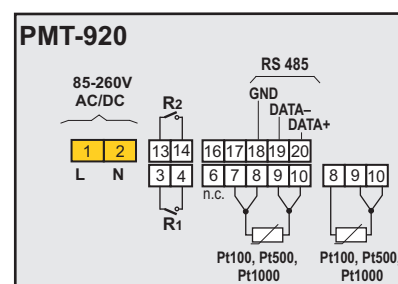 PMT-920
RS 485
85-260V
AC/DC
R2
GND
DATA–
DATA+
1 2
13 14
16 17 18 19 20
L N
3 4
6 7 8 9 10
8 9 10
n.c.
R1
Pt100, Pt500,
Pt1000
Pt100, Pt500,
Pt1000